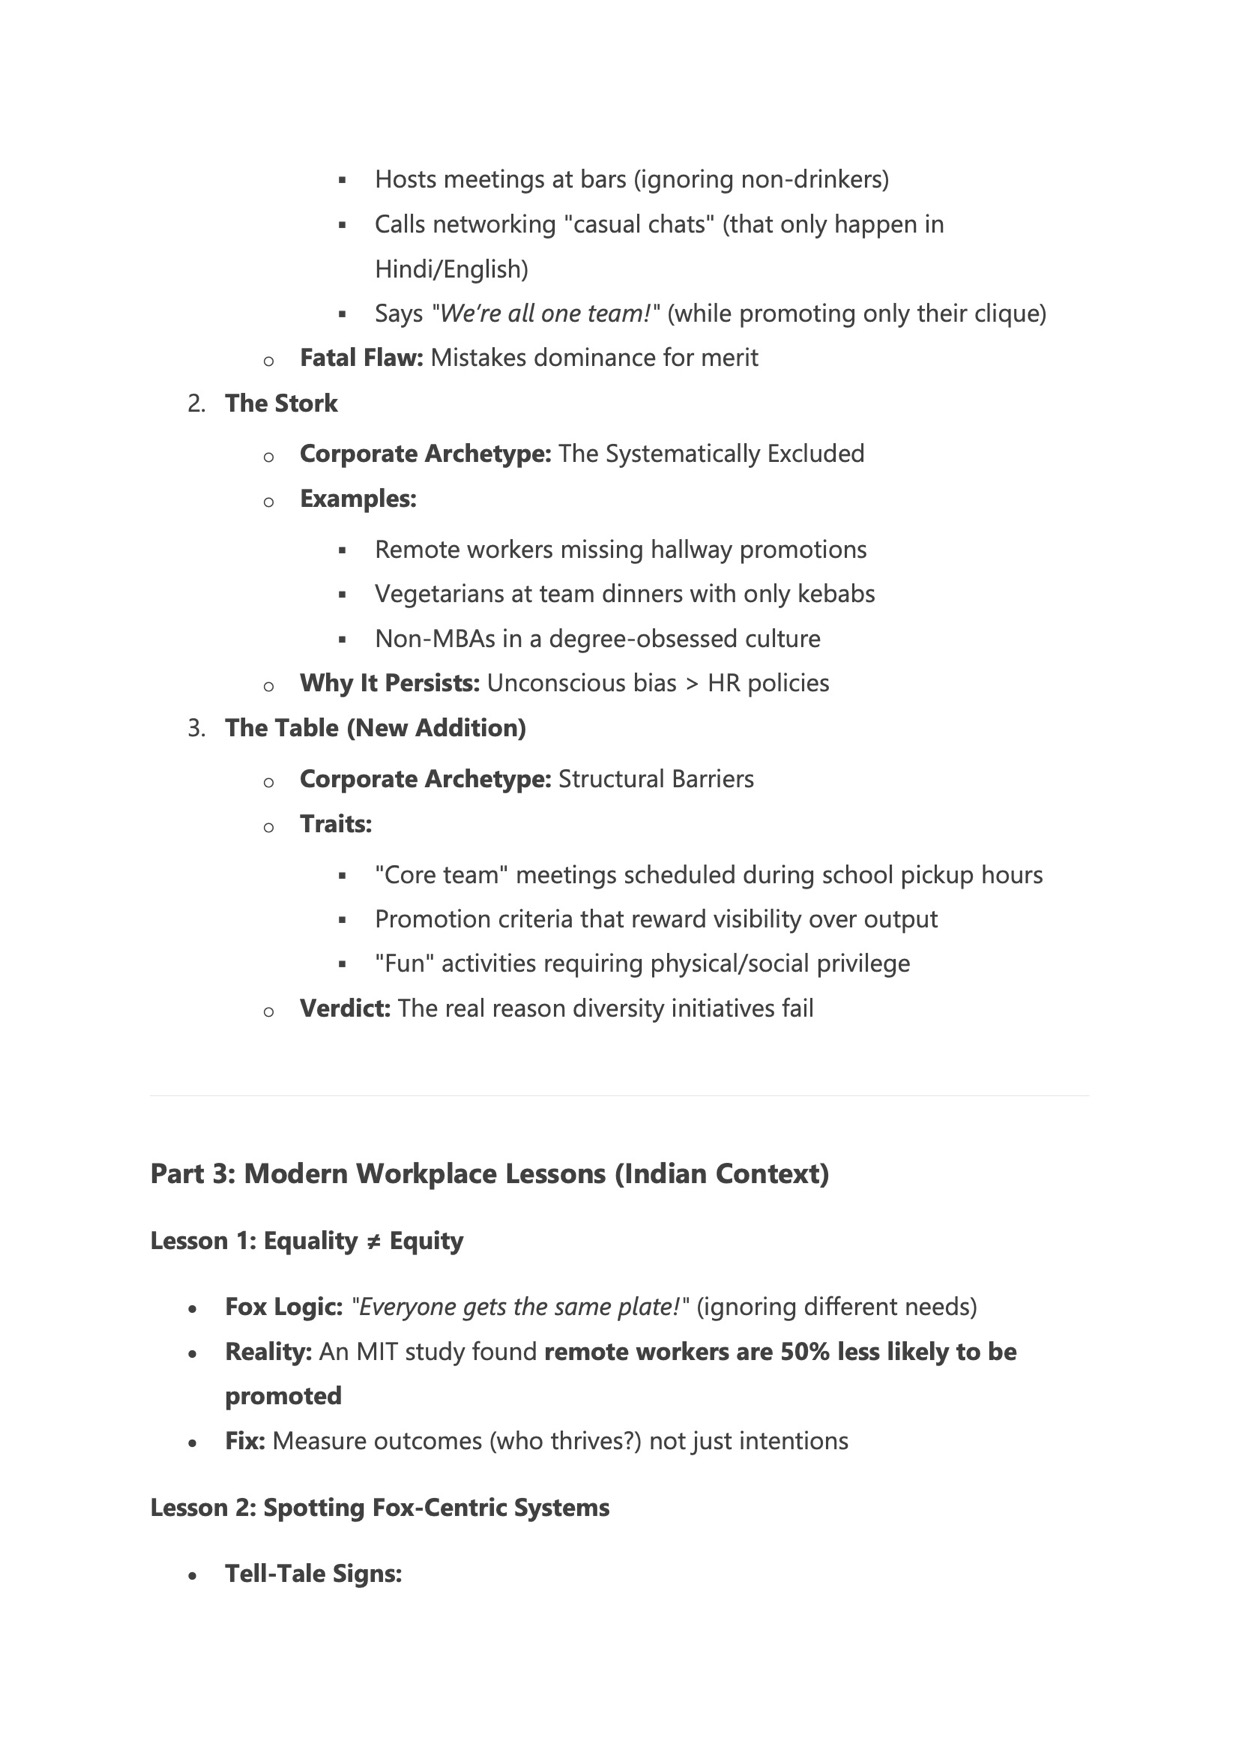 ▪ Hosts meetings at bars (ignoring non-drinkers)
▪ Calls networking "casual chats" (that only happen in
Hindi/English)
▪ Says "We're all one team!" (while promoting only their clique)
o Fatal Flaw: Mistakes dominance for merit
2. The Stork
o Corporate Archetype: The Systematically Excluded
o Examples:
▪ Remote workers missing hallway promotions
▪ Vegetarians at team dinners with only kebabs
▪ Non-MBAs in a degree-obsessed culture
o Why It Persists: Unconscious bias > HR policies
3. The Table (New Addition)
o Corporate Archetype: Structural Barriers
o Traits:
▪ "Core team" meetings scheduled during school pickup hours
▪ Promotion criteria that reward visibility over output
▪ "Fun" activities requiring physical/social privilege
o Verdict: The real reason diversity initiatives fail
Part 3: Modern Workplace Lessons (Indian Context)
Lesson 1: Equality ≠ Equity
• Fox Logic: "Everyone gets the same plate!" (ignoring different needs)
• Reality: An MIT study found remote workers are 50% less likely to be
promoted
• Fix: Measure outcomes (who thrives?) not just intentions
Lesson 2: Spotting Fox-Centric Systems
• Tell-Tale Signs: